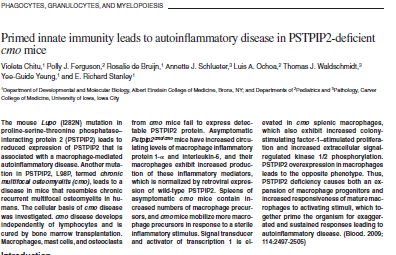 PHAGOCYTES, GRANULOCYTES, AND MYELOPOIESIS
Primed innate immunity leads to autoinflammatory disease in PSTPIP2-deficient
cmo mice
Violeta Chitu,1 Polly J. Ferguson,2 Rosalie de Bruijn,1 Annette J. Schlueter,3 Luis A. Ochoa,2 Thomas J. Waldschmidt,3
Yee-Guide Yeung,1 and E. Richard Stanley1
1Department of Developmental and Molecular Biology, Albert Einstein College of Medicine, Bronx, NY, and Departments of 2Pediatrics and 3Pathology, Carver
College of Medicine, University of Iowa, Iowa City
The mouse Lupo (I282N) mutation in
proline-serine-threonine phosphatase–
interacting protein 2 (PSTPIP2) leads to
reduced expression of PSTPIP2 that is
associated with a macrophage-mediated
autoinflammatory disease. Another muta-
tion in PSTPIP2, L98P, termed chronic
multifocal osteomyelitis (cmo), leads to a
disease in mice that resembles chronic
recurrent multifocal osteomyelitis in hu-
mans. The cellular basis of cmo disease
was investigated. cmo disease develops
independently of lymphocytes and is
cured by bone marrow transplantation.
Macrophages, mast cells, and osteoclasts
from cmo mice fail to express detec-
table PSTPIP2 protein. Asymptomatic
Pstpip2cmo/cmo mice have increased circu-
lating levels of macrophage inflammatory
protein 1-α and interleukin-6, and their
macrophages exhibit increased produc-
tion of these inflammatory mediators,
which is normalized by retroviral expres-
sion of wild-type PSTPIP2. Spleens of
asymptomatic cmo mice contain in-
creased numbers of macrophage precur-
sors, and cmo mice mobilize more macro-
phage precursors in response to a sterile
inflammatory stimulus. Signal transducer
and activator of transcription 1 is el-
evated in cmo splenic macrophages,
which also exhibit increased colony-
stimulating factor-1–stimulated prolifera-
tion and increased extracellular signal-
regulated kinase 1/2 phosphorylation.
PSTPIP2 overexpression in macrophages
leads to the opposite phenotype. Thus,
PSTPIP2 deficiency causes both an ex-
pansion of macrophage progenitors and
increased responsiveness of mature mac-
rophages to activating stimuli, which to-
gether prime the organism for exagger-
ated and sustained responses leading to
autoinflammatory disease. (Blood. 2009;
114:2497-2505)